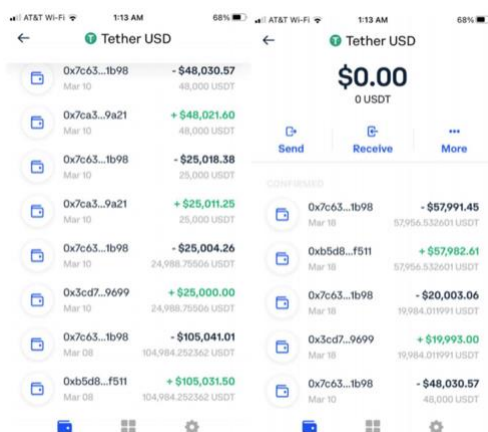 AT&T Wi-Fi 1:13 AM 68%
Tether USD
0x7c63...1b98 - $48,030.57
Mar 10 48,000 USDT
0x7ca3...9a21 + $48,021.60
Mar 10 48,000 USDT
0x7c63...1b98 - $25,018.38
Mar 10 25,000 USDT
0x7ca3...9a21 + $25,011.25
Mar 10 25,000 USDT
0x7c63...1b98 - $25,004.26
Mar 10 24,988.75506 USDT
0x3cd7...9699 + $25,000.00
Mar 10 24,988.75506 USDT
0x7c63...1b98 - $105,041.01
Mar 08 104,984.252362 USDT
0xb5d8...f511 + $105,031.50
Mar 08 104,984.252362 USDT
AT&T Wi-Fi 1:13 AM 68%
Tether USD
$0.00
0 USDT
Send Receive More
CONFIRMED
0x7c63...1b98 - $57,991.45
Mar 18 57,956.532601 USDT
0xb5d8...f511 + $57,982.61
Mar 18 57,956.532601 USDT
0x7c63...1b98 - $20,003.06
Mar 18 19,984.011991 USDT
0x3cd7...9699 + $19,993.00
Mar 18 19,984.011991 USDT
0x7c63...1b98 - $48,030.57
Mar 10 48,000 USDT